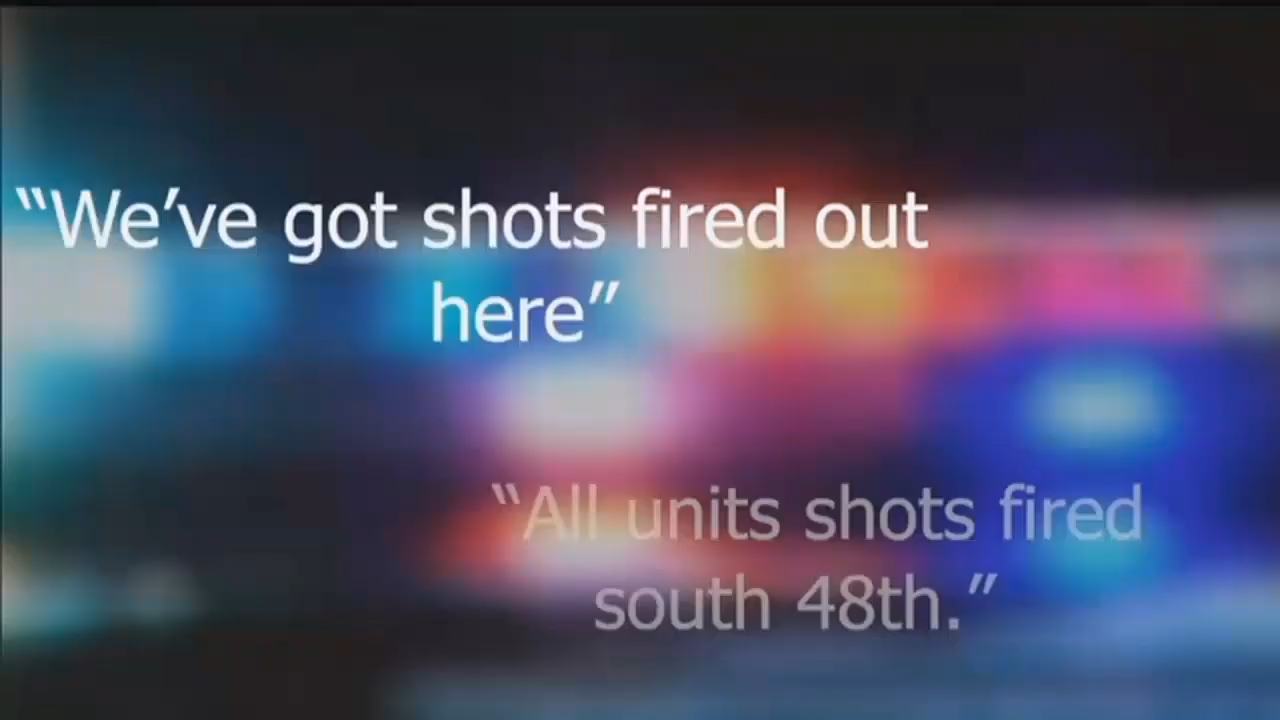 “We’ve got shots fired out
here”
“All units shots fired
south 48th.”